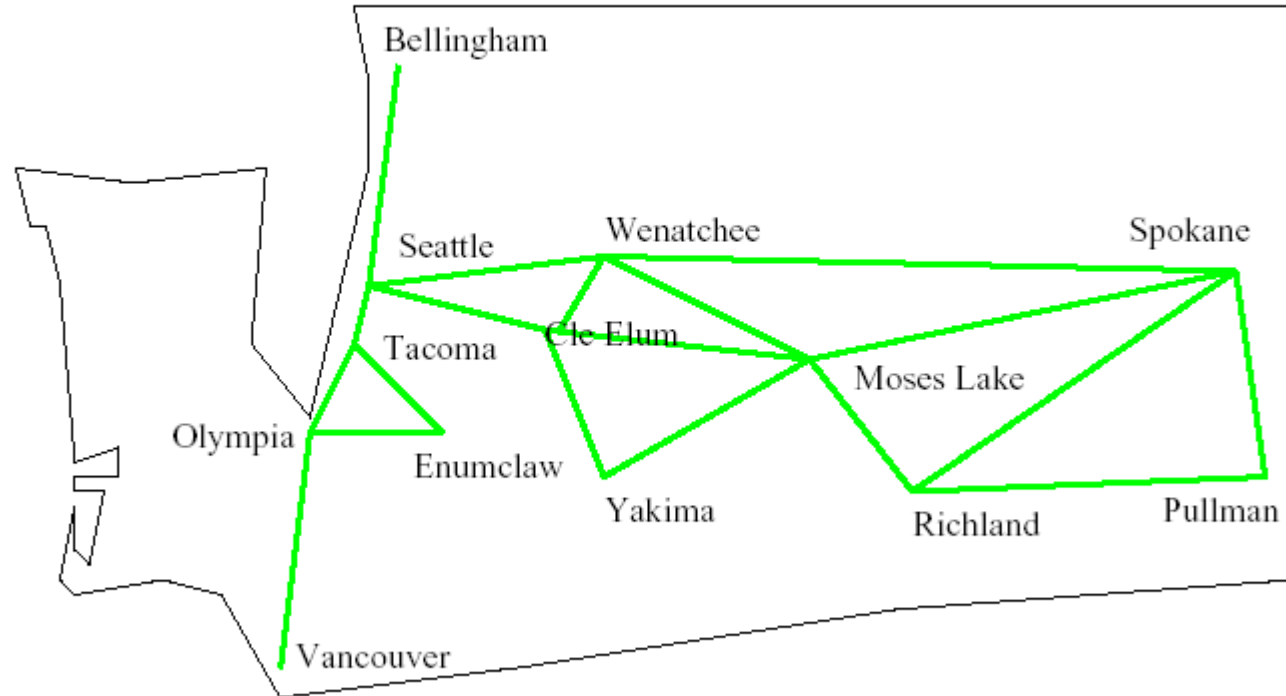 Bellingham
Seattle
Wenatchee
Spokane
Cle Elum
Tacoma
Moses Lake
Olympia
Enumclaw
Yakima
Richland
Pullman
Vancouver